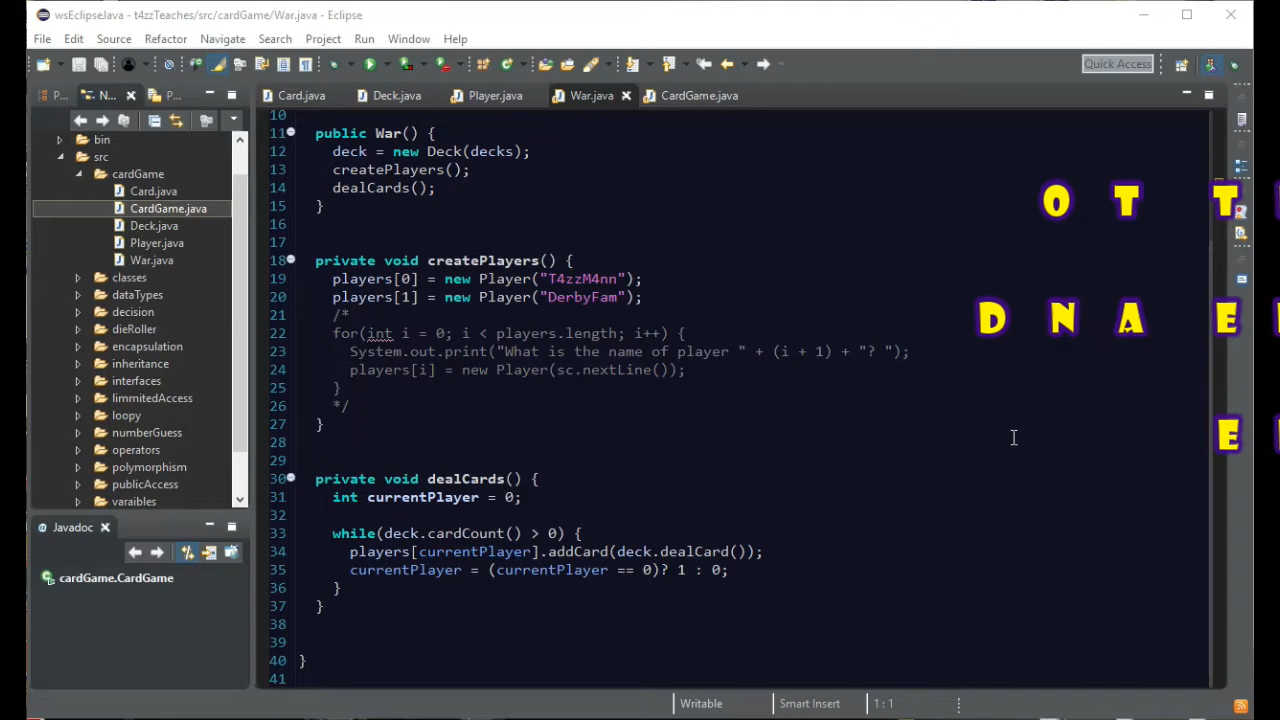 wsEclipseJava - t4zzTeaches/src/cardGame/War.java - Eclipse
File Edit Source Refactor Navigate Search Project Run Window Help
Quick Access
P... N... P...
Card.java Deck.java Player.java War.java CardGame.java
bin
src
cardGame
Card.java
CardGame.java
Deck.java
Player.java
War.java
classes
dataTypes
decision
dieRoller
encapsulation
inheritance
interfaces
limmitedAccess
loopy
numberGuess
operators
polymorphism
publicAccess
varaibles
Javadoc
cardGame.CardGame
10
11 public War() {
12 deck = new Deck(decks);
13 createPlayers();
14 dealCards();
15 }
16
17
18 private void createPlayers() {
19 players[0] = new Player("T4zzM4nn");
20 players[1] = new Player("DerbyFam");
21 /*
22 for(int i = 0; i < players.length; i++) {
23 System.out.print("What is the name of player " + (i + 1) + "? ");
24 players[i] = new Player(sc.nextLine());
25 }
26 */
27 }
28
29
30 private void dealCards() {
31 int currentPlayer = 0;
32
33 while(deck.cardCount() > 0) {
34 players[currentPlayer].addCard(deck.dealCard());
35 currentPlayer = (currentPlayer == 0)? 1 : 0;
36 }
37 }
38
39
40 }
41
O T T
D N A E
E
Writable Smart Insert 1 : 1